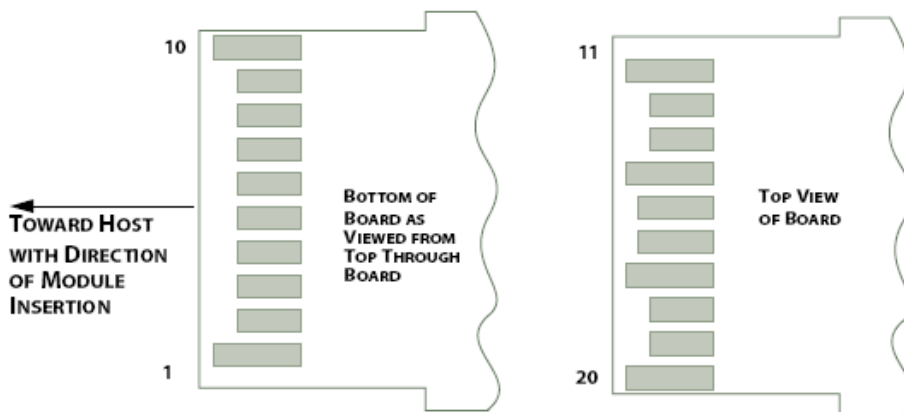 10
1
TOWARD HOST
WITH DIRECTION
OF MODULE
INSERTION
BOTTOM OF
BOARD AS
VIEWED FROM
TOP THROUGH
BOARD
11
20
TOP VIEW
OF BOARD